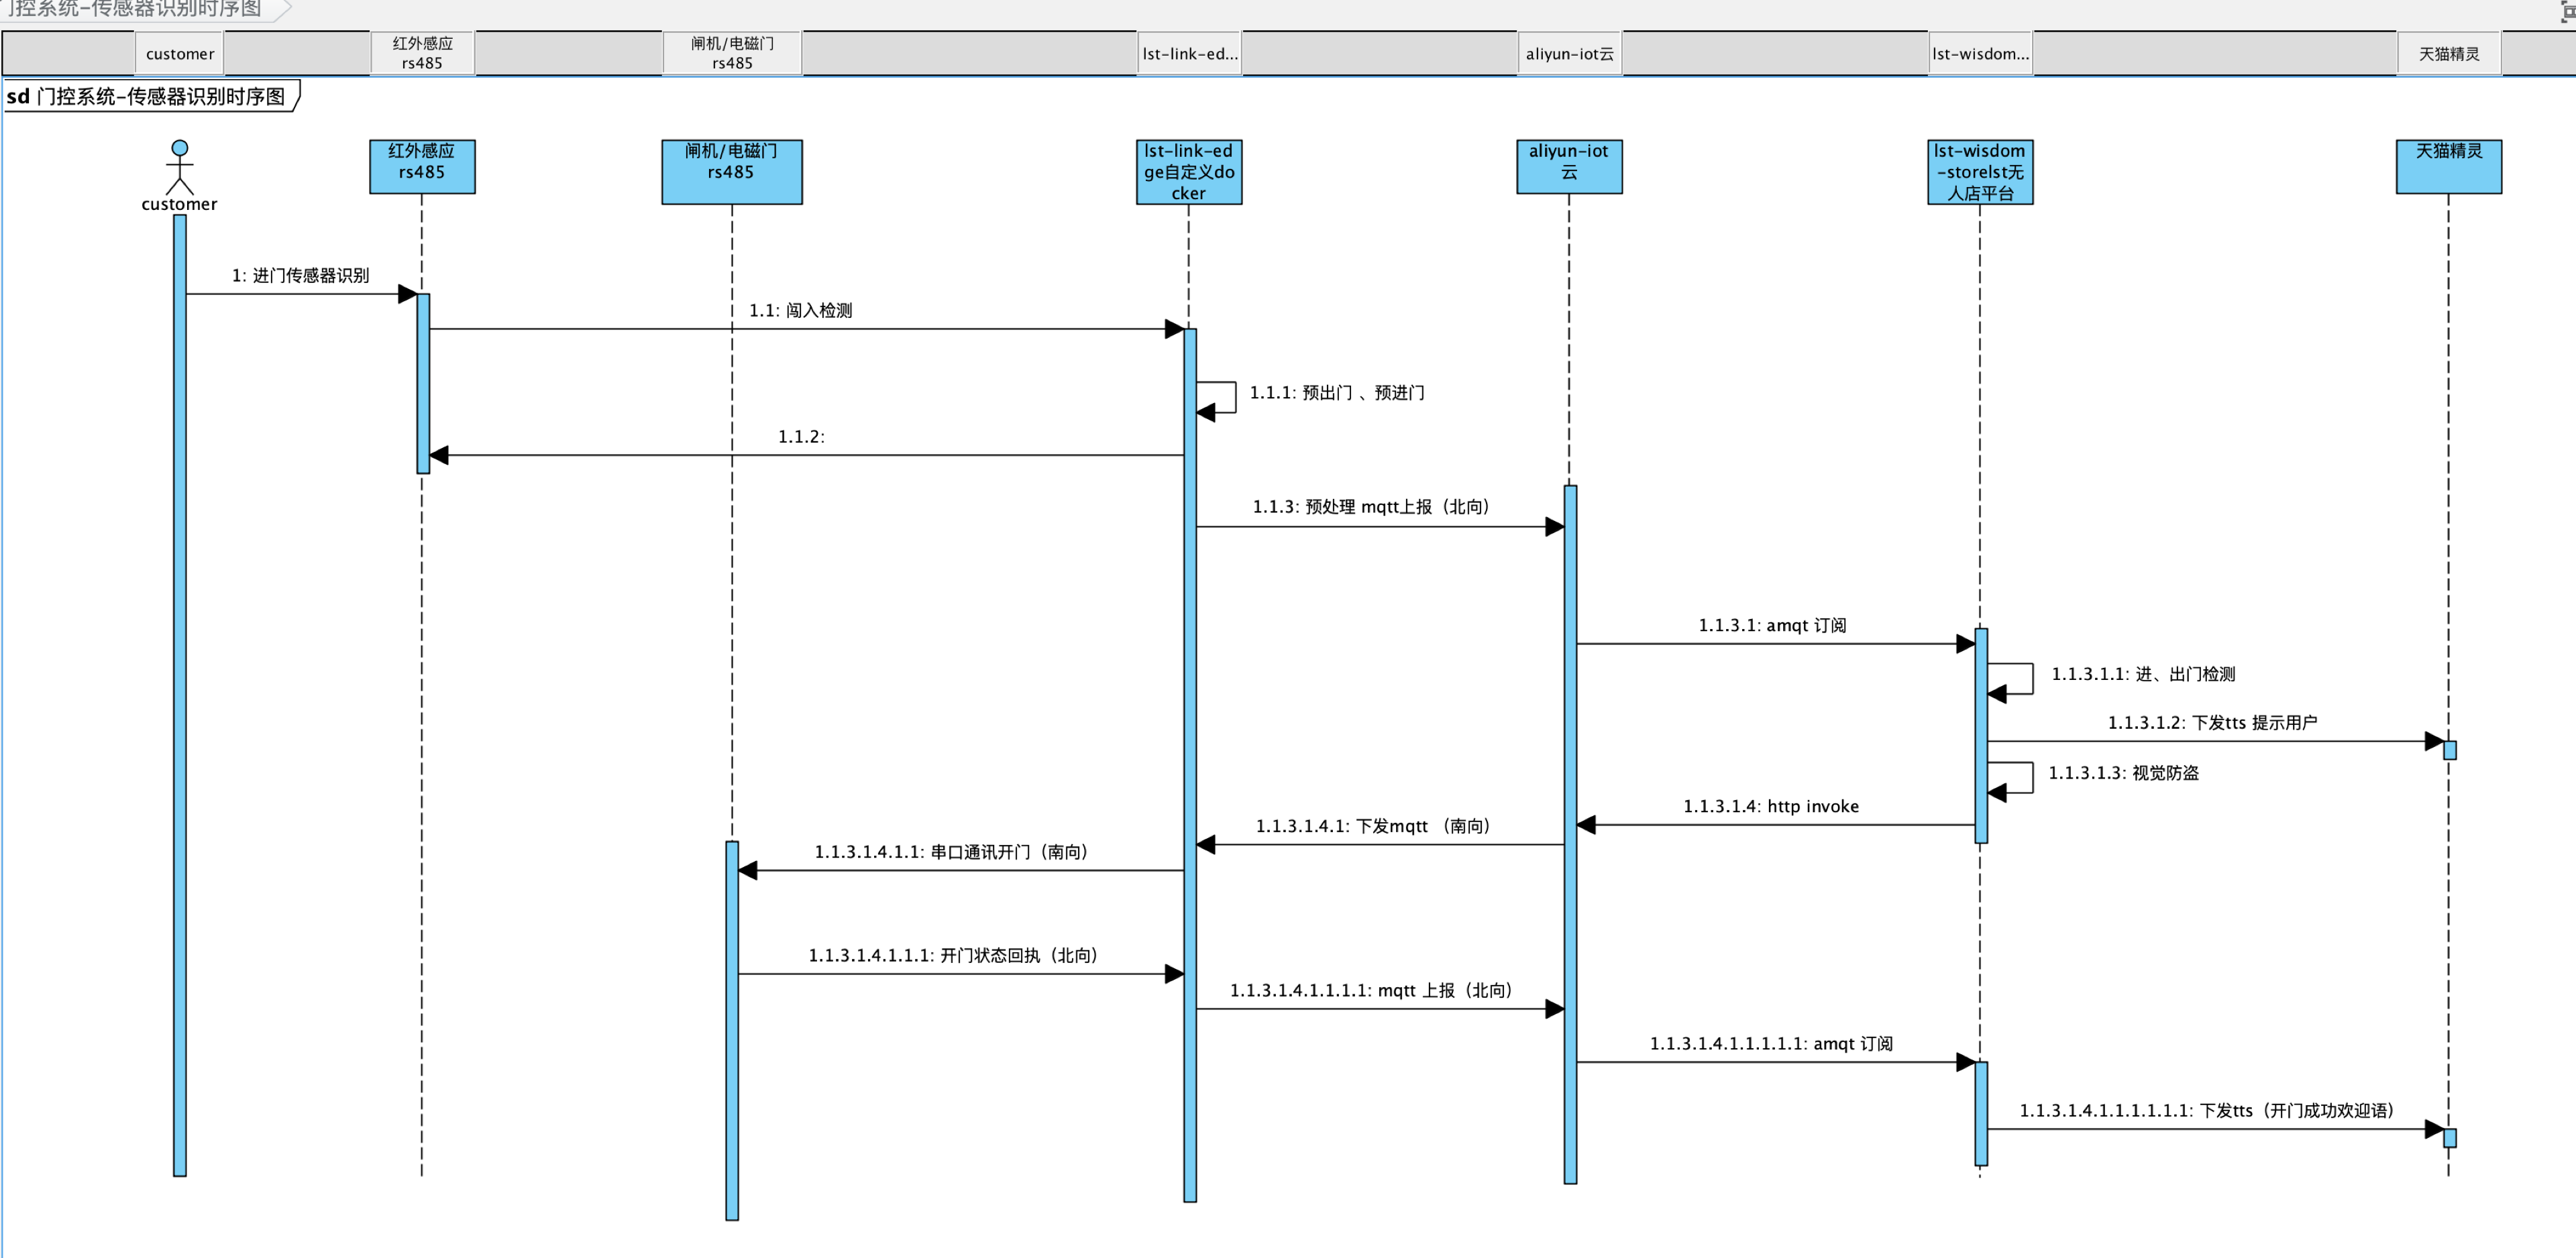 门控系统-传感器识别时序图
customer
红外感应
rs485
闸机/电磁门
rs485
lst-link-ed...
aliyun-iot云
lst-wisdom...
天猫精灵
sd 门控系统-传感器识别时序图
customer
红外感应
rs485
闸机/电磁门
rs485
lst-link-ed
ge自定义do
cker
aliyun-iot
云
lst-wisdom
-storelst无
人店平台
天猫精灵
1: 进门传感器识别
1.1: 闯入检测
1.1.1: 预出门 、预进门
1.1.2:
1.1.3: 预处理 mqtt上报（北向）
1.1.3.1: amqt 订阅
1.1.3.1.1: 进、出门检测
1.1.3.1.2: 下发tts 提示用户
1.1.3.1.3: 视觉防盗
1.1.3.1.4: http invoke
1.1.3.1.4.1: 下发mqtt （南向）
1.1.3.1.4.1.1: 串口通讯开门（南向）
1.1.3.1.4.1.1.1: 开门状态回执（北向）
1.1.3.1.4.1.1.1.1: mqtt 上报（北向）
1.1.3.1.4.1.1.1.1.1: amqt 订阅
1.1.3.1.4.1.1.1.1.1.1: 下发tts（开门成功欢迎语）